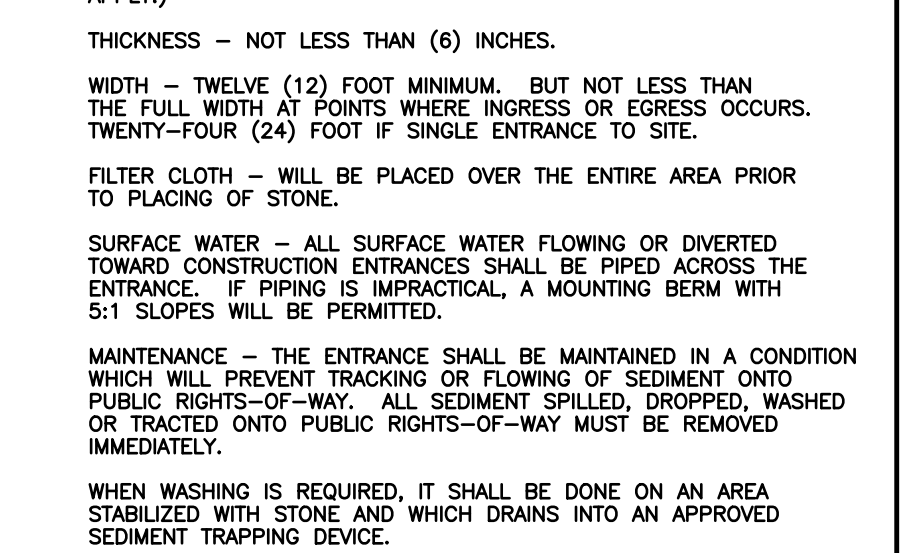 THICKNESS – NOT LESS THAN (6) INCHES.
WIDTH – TWELVE (12) FOOT MINIMUM. BUT NOT LESS THAN
THE FULL WIDTH AT POINTS WHERE INGRESS OR EGRESS OCCURS.
TWENTY–FOUR (24) FOOT IF SINGLE ENTRANCE TO SITE.
FILTER CLOTH – WILL BE PLACED OVER THE ENTIRE AREA PRIOR
TO PLACING OF STONE.
SURFACE WATER – ALL SURFACE WATER FLOWING OR DIVERTED
TOWARD CONSTRUCTION ENTRANCES SHALL BE PIPED ACROSS THE
ENTRANCE. IF PIPING IS IMPRACTICAL, A MOUNTING BERM WITH
5:1 SLOPES WILL BE PERMITTED.
MAINTENANCE – THE ENTRANCE SHALL BE MAINTAINED IN A CONDITION
WHICH WILL PREVENT TRACKING OR FLOWING OF SEDIMENT ONTO
PUBLIC RIGHTS–OF–WAY. ALL SEDIMENT SPILLED, DROPPED, WASHED
OR TRACTED ONTO PUBLIC RIGHTS–OF–WAY MUST BE REMOVED
IMMEDIATELY.
WHEN WASHING IS REQUIRED, IT SHALL BE DONE ON AN AREA
STABILIZED WITH STONE AND WHICH DRAINS INTO AN APPROVED
SEDIMENT TRAPPING DEVICE.